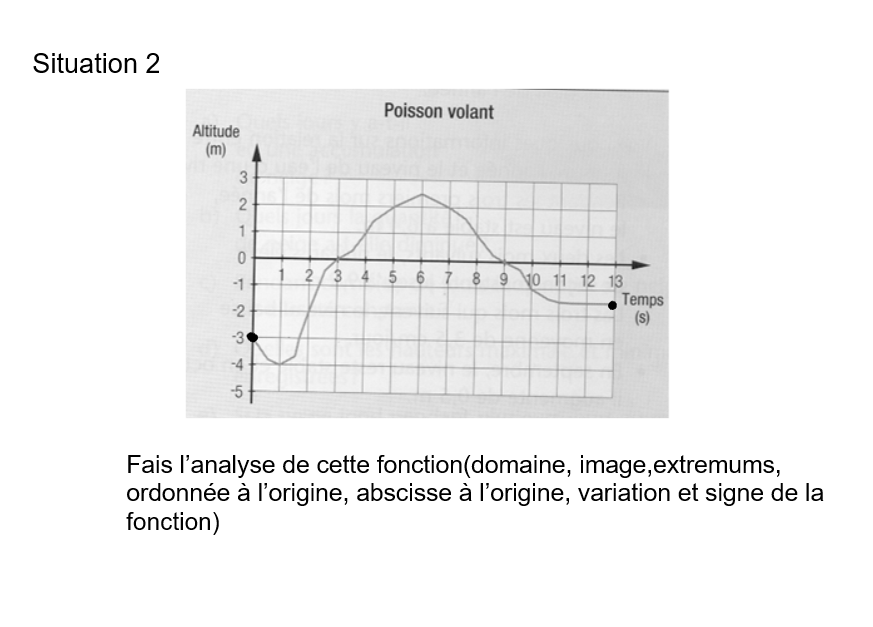 Situation 2
Poisson volant
Altitude
(m)
3
2
1
0
-1
-2
-3
-4
-5
1 2 3 4 5 6 7 8 9 10 11 12 13
Temps
(s)
Fais l’analyse de cette fonction(domaine, image,extremums,
ordonnée à l’origine, abscisse à l’origine, variation et signe de la
fonction)